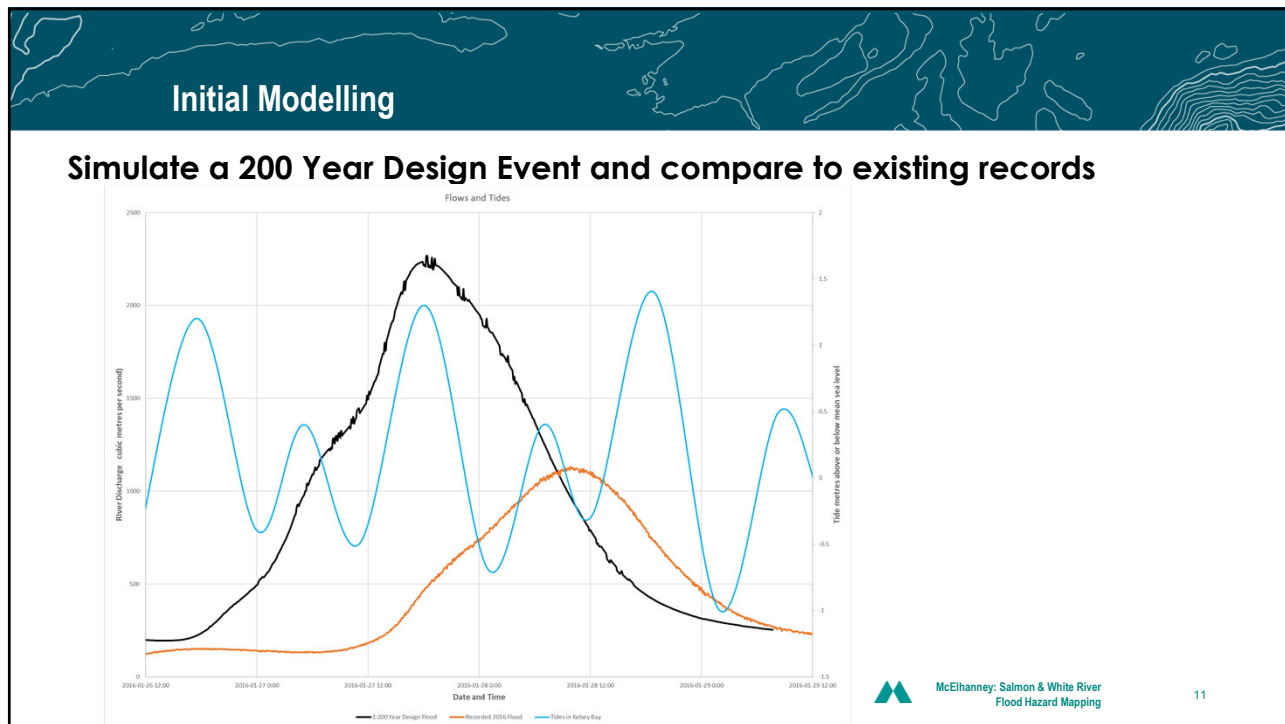 Initial Modelling
Simulate a 200 Year Design Event and compare to existing records
Flows and Tides
2500
2000
1500
1000
500
0
River Discharge cubic metres per second)
2
1.5
1
0.5
0
-0.5
-1
-1.5
Tide metres above or below mean sea level
2016-01-26 12:00
2016-01-27 0:00
2016-01-27 12:00
2016-01-28 0:00
2016-01-28 12:00
2016-01-29 0:00
2016-01-29 12:00
Date and Time
1:200 Year Design Flood
Recorded 2016 Flood
Tides in Kelsey Bay
McElhanney: Salmon & White River
Flood Hazard Mapping
11